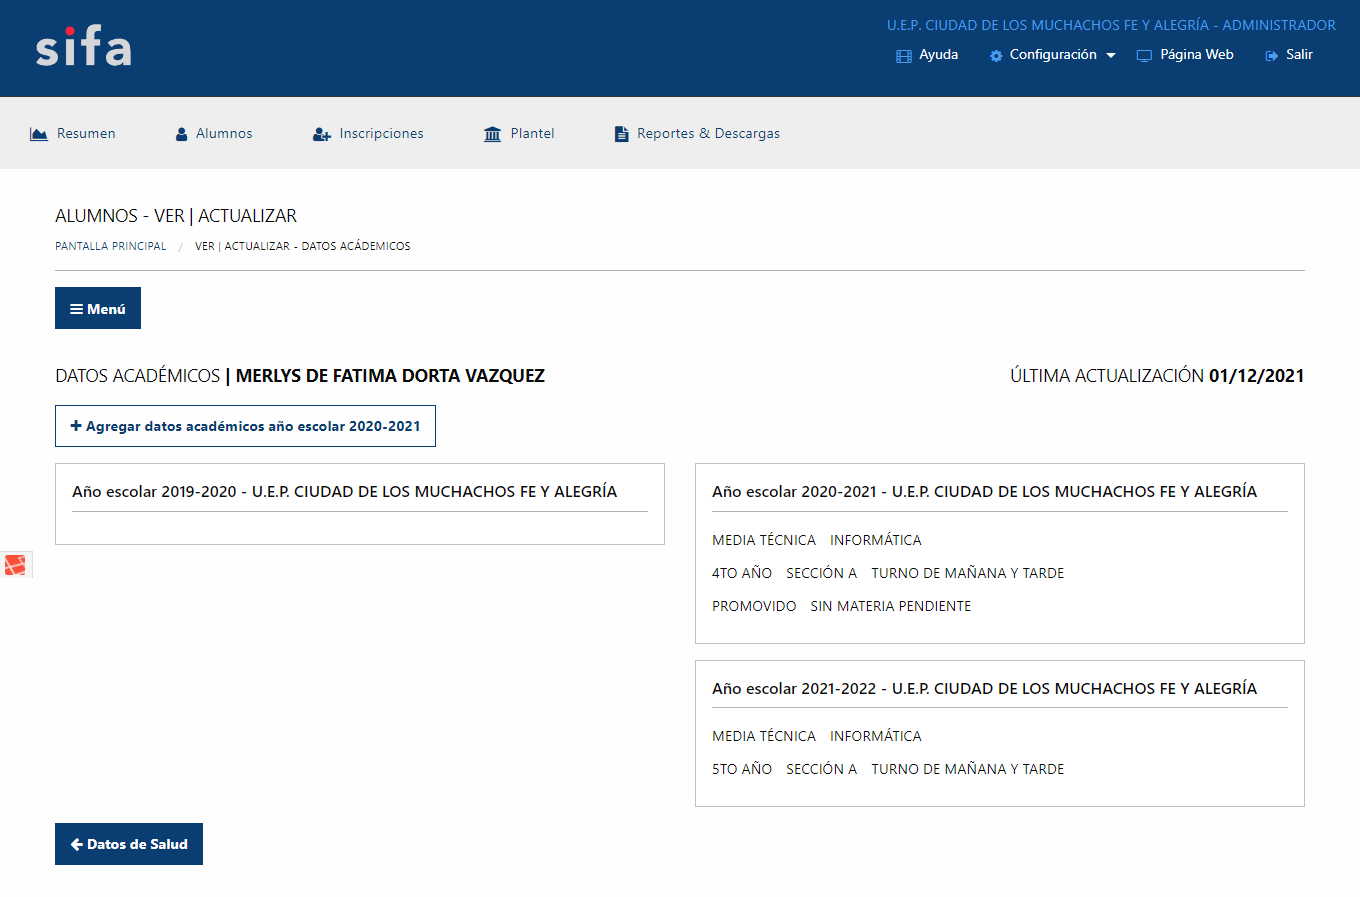 sifa
U.E.P. CIUDAD DE LOS MUCHACHOS FE Y ALEGRÍA - ADMINISTRADOR
Ayuda Configuración Página Web Salir
Resumen Alumnos Inscripciones Plantel Reportes & Descargas
ALUMNOS - VER | ACTUALIZAR
PANTALLA PRINCIPAL / VER | ACTUALIZAR - DATOS ACÁDEMICOS
Menú
DATOS ACADÉMICOS | MERLYS DE FATIMA DORTA VAZQUEZ
ÚLTIMA ACTUALIZACIÓN 01/12/2021
+ Agregar datos académicos año escolar 2020-2021
Año escolar 2019-2020 - U.E.P. CIUDAD DE LOS MUCHACHOS FE Y ALEGRÍA
Año escolar 2020-2021 - U.E.P. CIUDAD DE LOS MUCHACHOS FE Y ALEGRÍA
MEDIA TÉCNICA INFORMÁTICA
4TO AÑO SECCIÓN A TURNO DE MAÑANA Y TARDE
PROMOVIDO SIN MATERIA PENDIENTE
Año escolar 2021-2022 - U.E.P. CIUDAD DE LOS MUCHACHOS FE Y ALEGRÍA
MEDIA TÉCNICA INFORMÁTICA
5TO AÑO SECCIÓN A TURNO DE MAÑANA Y TARDE
Datos de Salud